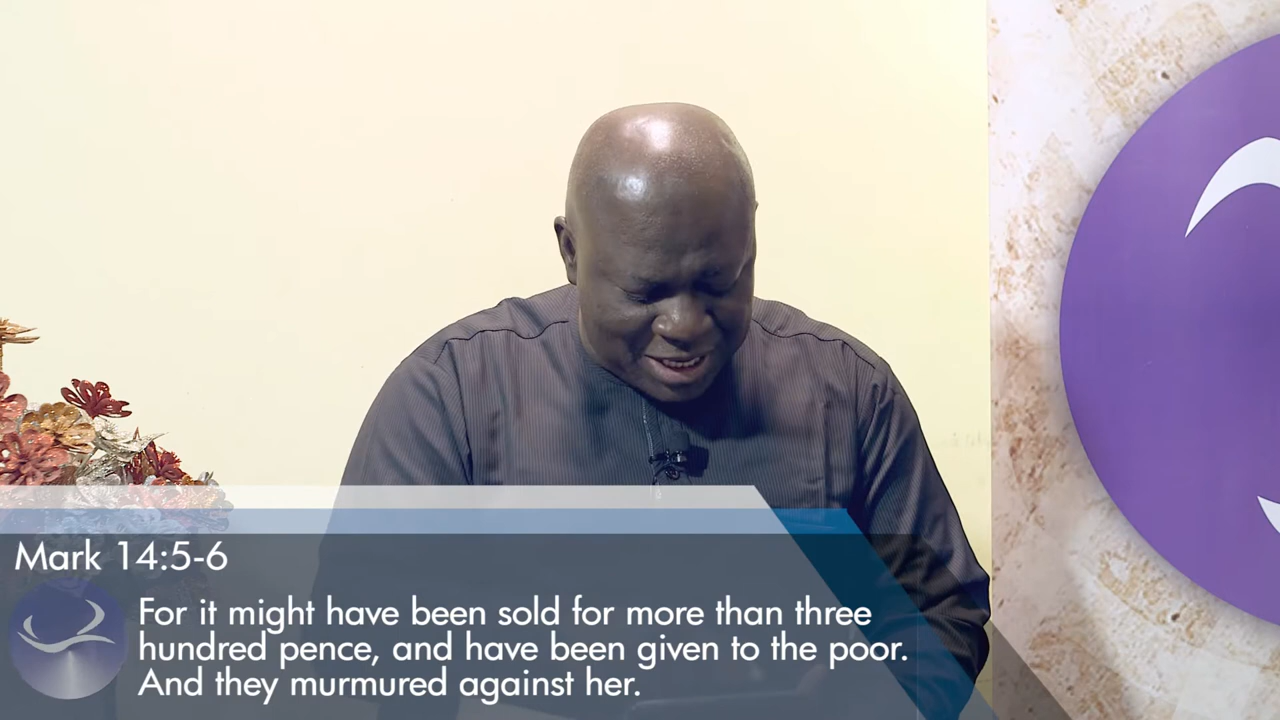 Mark 14:5-6
For it might have been sold for more than three
hundred pence, and have been given to the poor.
And they murmured against her.